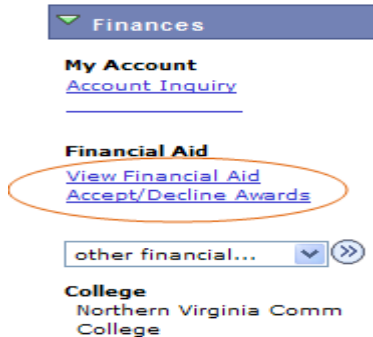 Finances
My Account
Account Inquiry
Financial Aid
View Financial Aid
Accept/Decline Awards
other financial...
College
Northern Virginia Comm
College